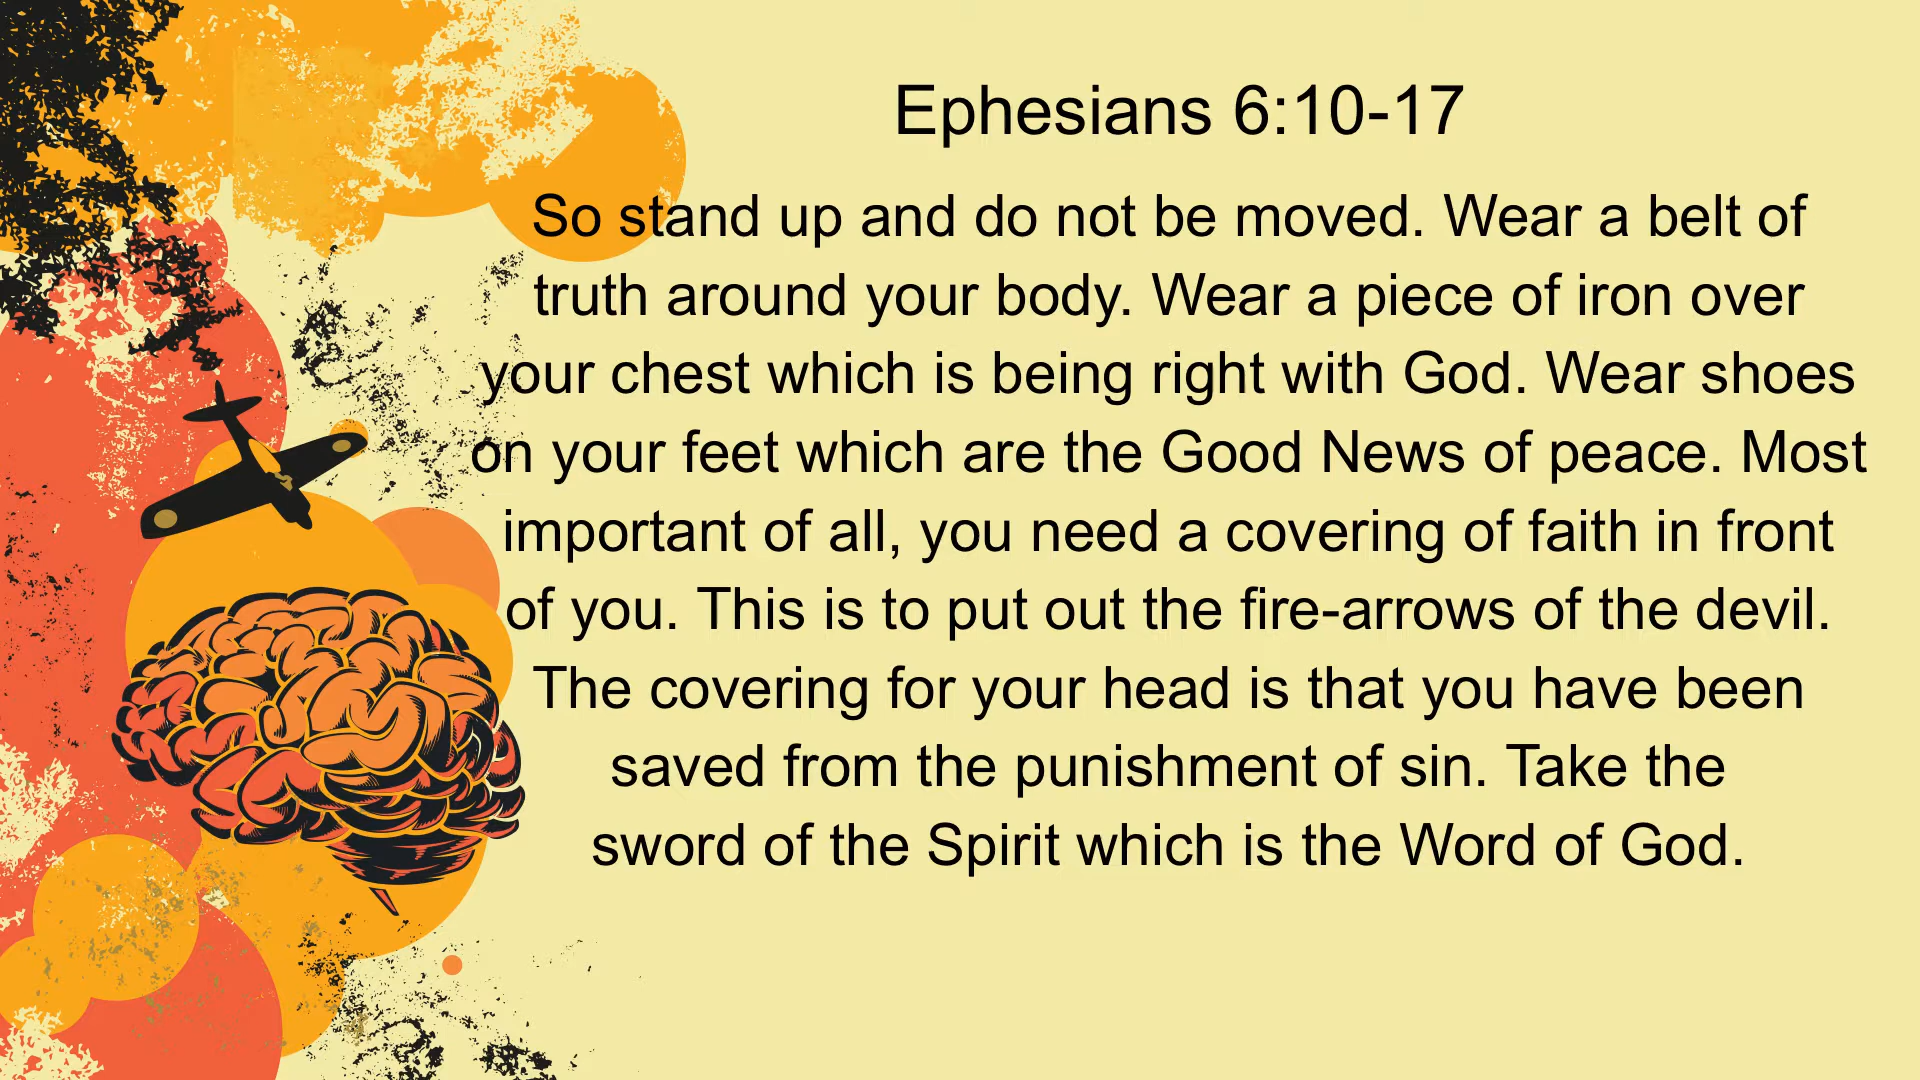 Ephesians 6:10-17
So stand up and do not be moved. Wear a belt of
truth around your body. Wear a piece of iron over
your chest which is being right with God. Wear shoes
on your feet which are the Good News of peace. Most
important of all, you need a covering of faith in front
of you. This is to put out the fire-arrows of the devil.
The covering for your head is that you have been
saved from the punishment of sin. Take the
sword of the Spirit which is the Word of God.